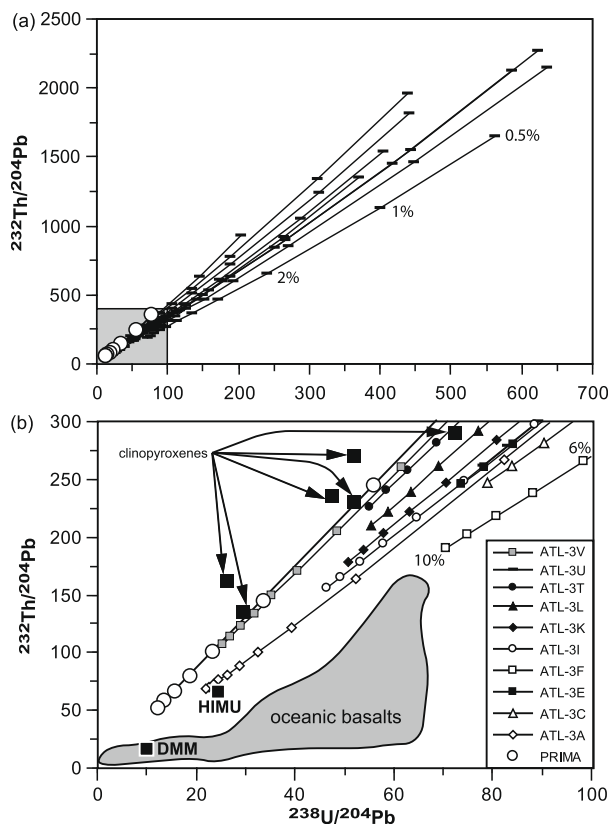 (a)
232Th/204Pb
2500
2000
1500
1000
500
0
0.5%
1%
2%
0 100 200 300 400 500 600 700
(b)
232Th/204Pb
300
250
200
150
100
50
0
clinopyroxenes
6%
10%
HIMU
DMM
oceanic basalts
ATL-3V
ATL-3U
ATL-3T
ATL-3L
ATL-3K
ATL-3I
ATL-3F
ATL-3E
ATL-3C
ATL-3A
PRIMA
0 20 40 60 80 100
238U/204Pb